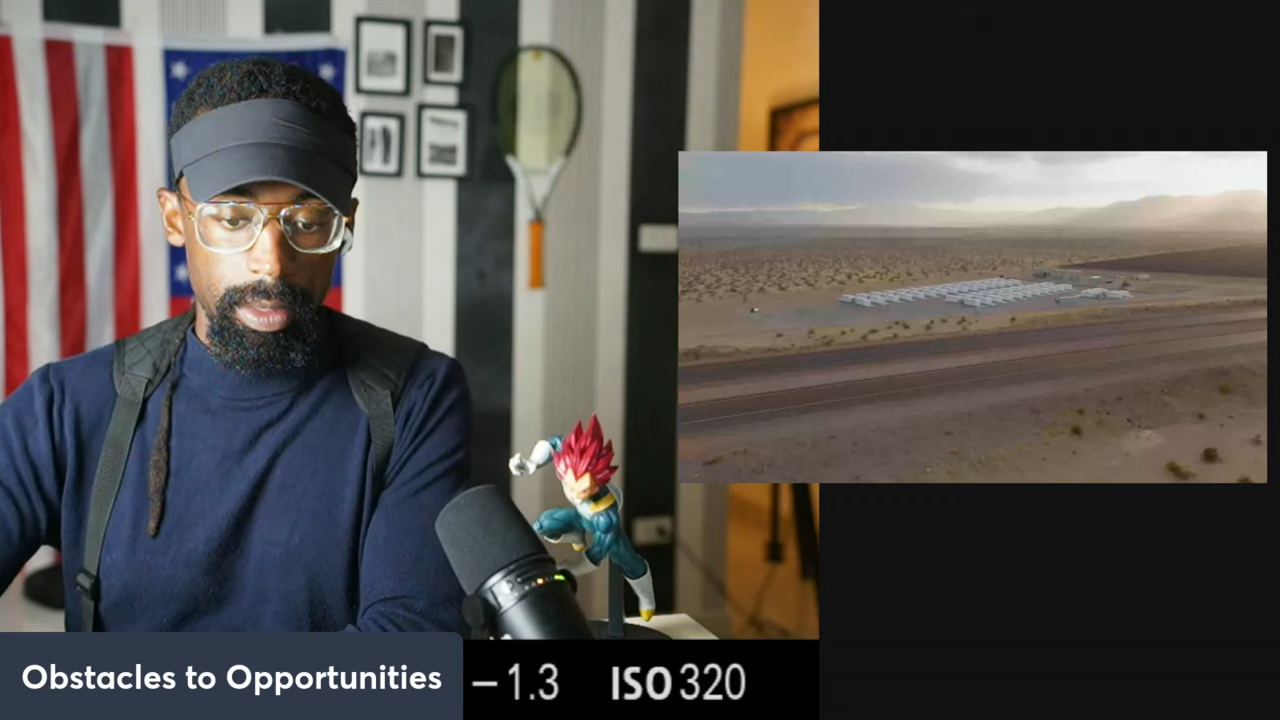 Obstacles to Opportunities
– 1.3 ISO 320